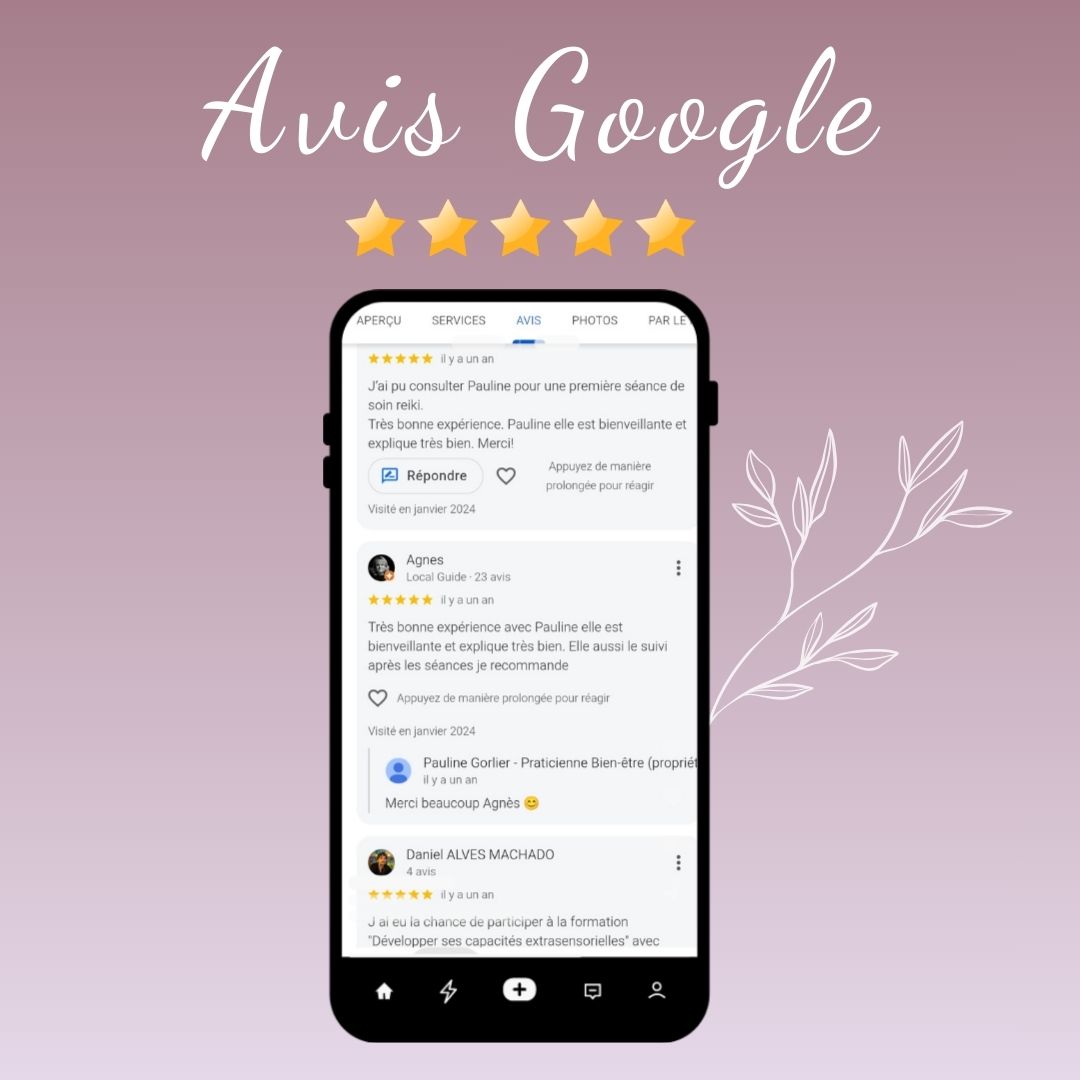 Avis Google
APERÇU SERVICES AVIS PHOTOS PAR LE
il y a un an
J'ai pu consulter Pauline pour une première séance de
soin reiki.
Très bonne expérience. Pauline elle est bienveillante et
explique très bien. Merci!
Répondre
Appuyez de manière
prolongée pour réagir
Visité en janvier 2024
Agnes
Local Guide · 23 avis
il y a un an
Très bonne expérience avec Pauline elle est
bienveillante et explique très bien. Elle aussi le suivi
après les séances je recommande
Appuyez de manière prolongée pour réagir
Visité en janvier 2024
Pauline Gorlier - Praticienne Bien-être (propriét
il y a un an
Merci beaucoup Agnès 😊
Daniel ALVES MACHADO
4 avis
il y a un an
J ai eu la chance de participer à la formation
"Développer ses capacités extrasensorielles" avec